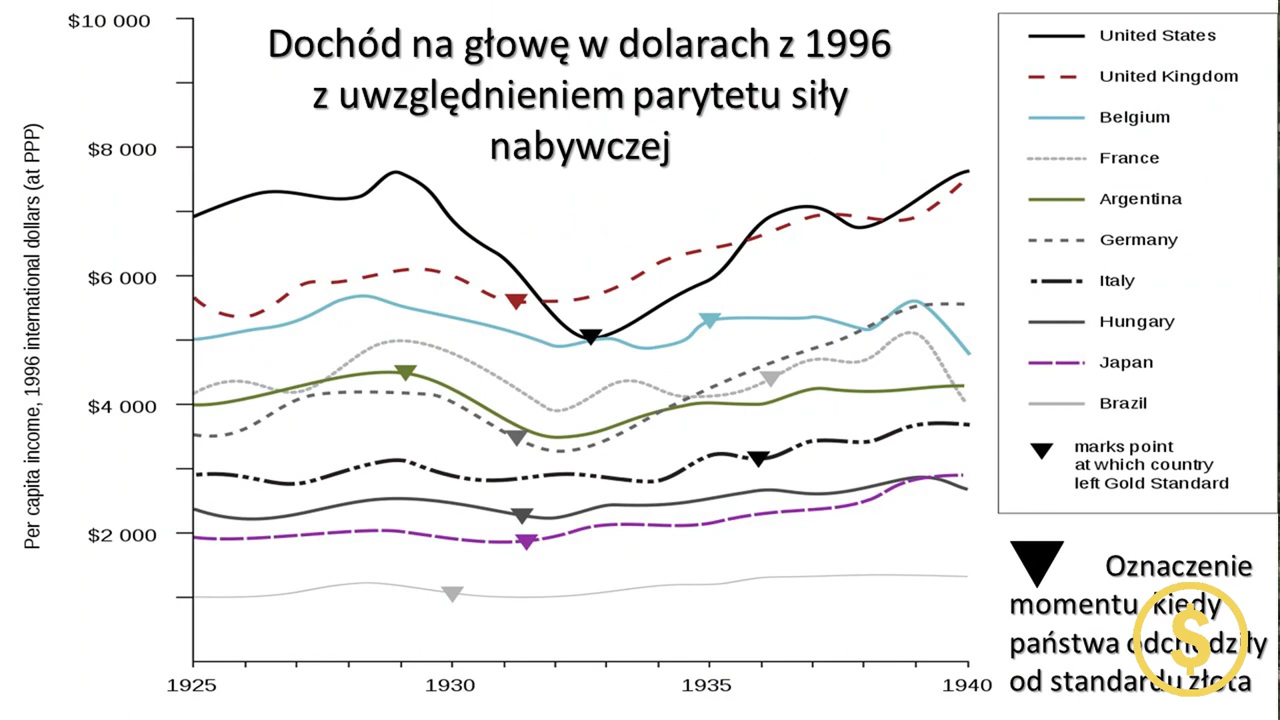 Dochód na głowę w dolarach z 1996
z uwzględnieniem parytetu siły
nabywczej
Per capita income, 1996 international dollars (at PPP)
$10 000
$8 000
$6 000
$4 000
$2 000
1925
1930
1935
1940
United States
United Kingdom
Belgium
France
Argentina
Germany
Italy
Hungary
Japan
Brazil
marks point
at which country
left Gold Standard
Oznaczenie
momentu kiedy
państwa odchodziły
od standardu złota
$